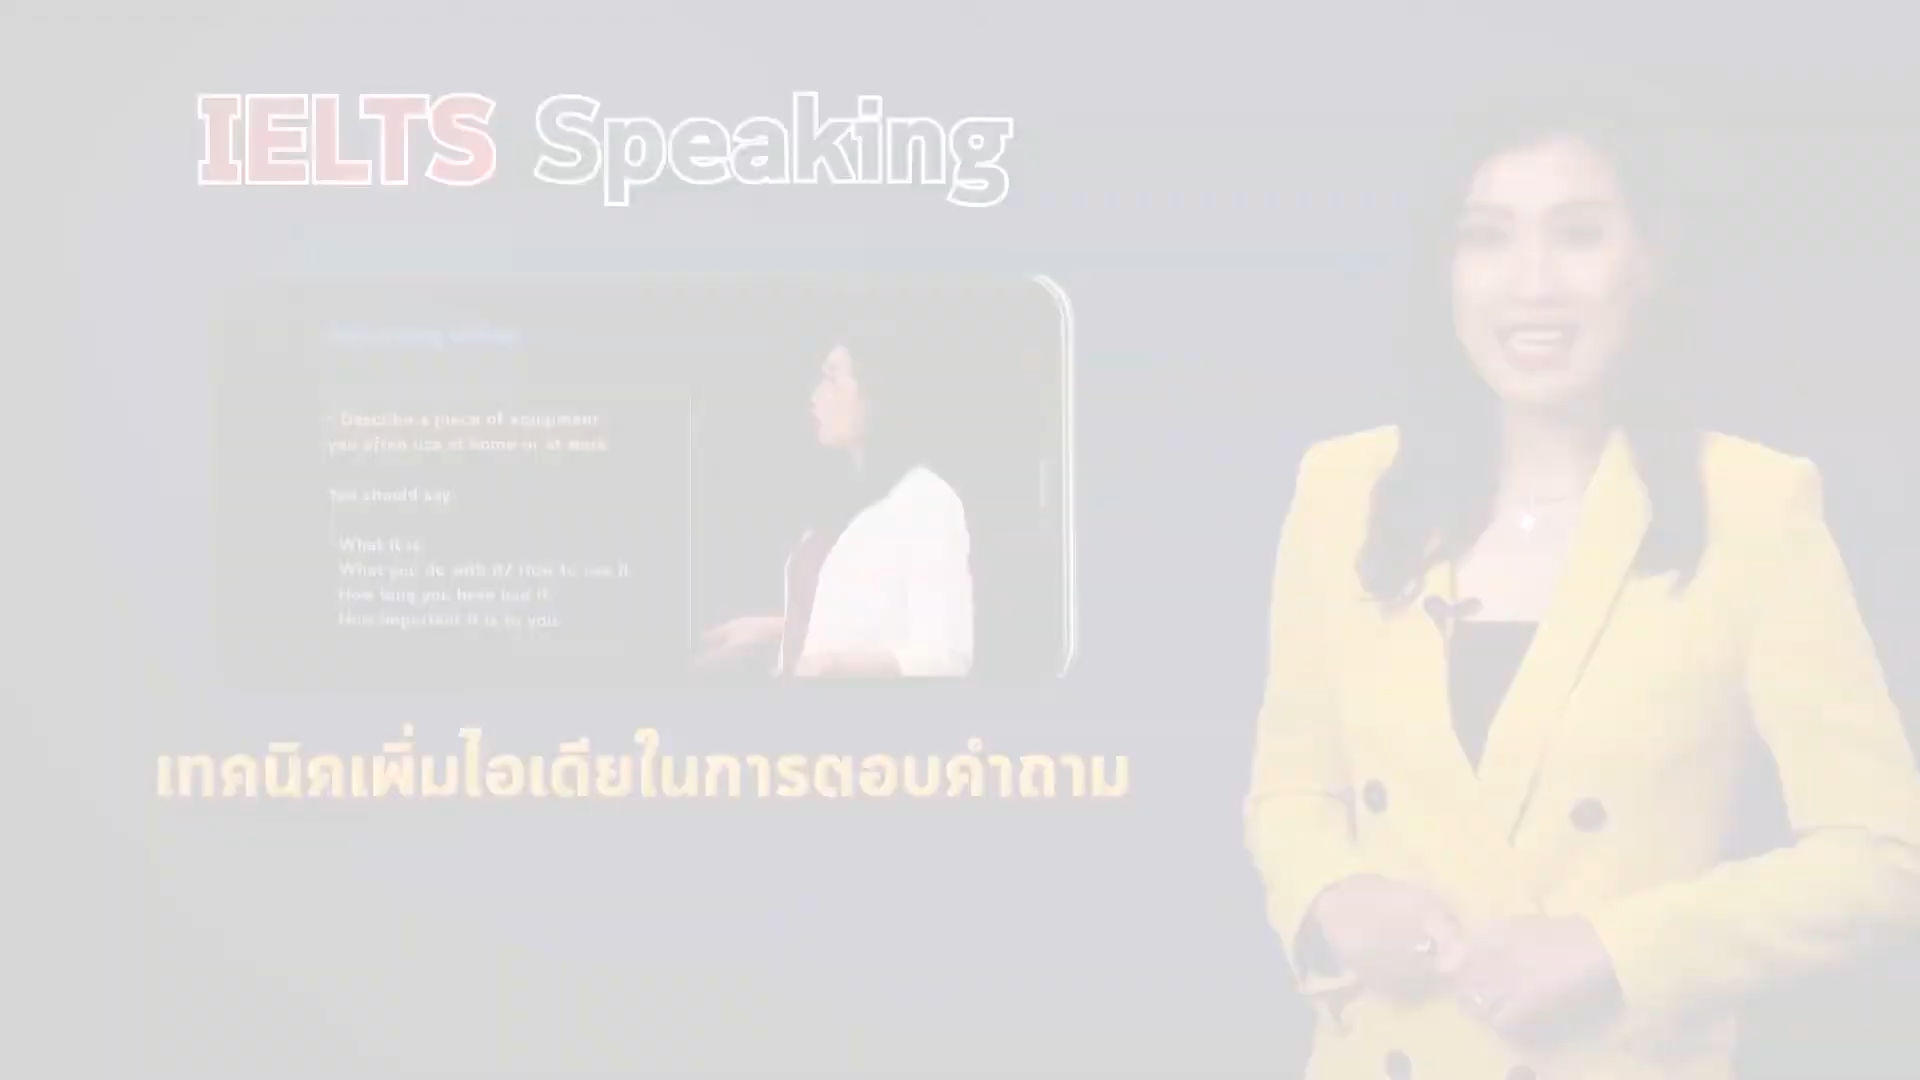 IELTS Speaking
Describe a piece of equipment
you often use at home or at work
You should say
What it is
What you do with it/ How to use it
How long you have had it
How important it is to you
เทคนิคเพิ่มไอเดียในการตอบคำถาม